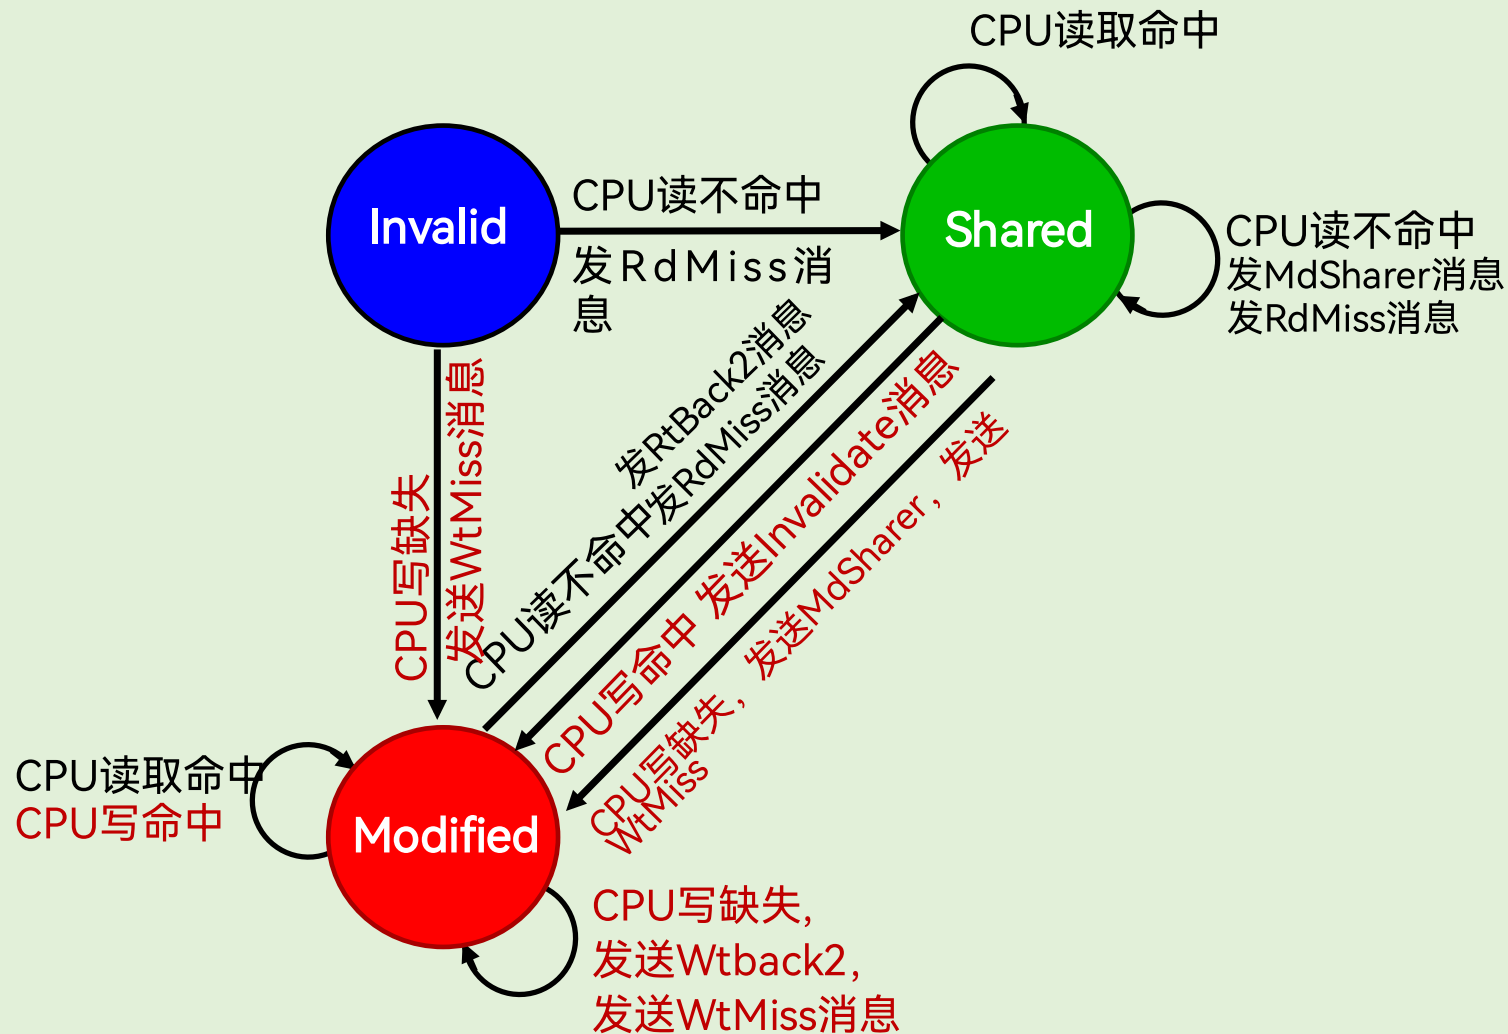 CPU读取命中
Invalid
CPU读不命中
发RdMiss消
息
Shared
CPU读不命中
发MdSharer消息
发RdMiss消息
发RtBack2消息
CPU读不命中发RdMiss消息
CPU写缺失
发送WtMiss消息
CPU写命中 发送Invalidate消息
CPU写缺失，发送MdSharer，发送
WtMiss
CPU读取命中
CPU写命中
Modified
CPU写缺失,
发送Wtback2,
发送WtMiss消息